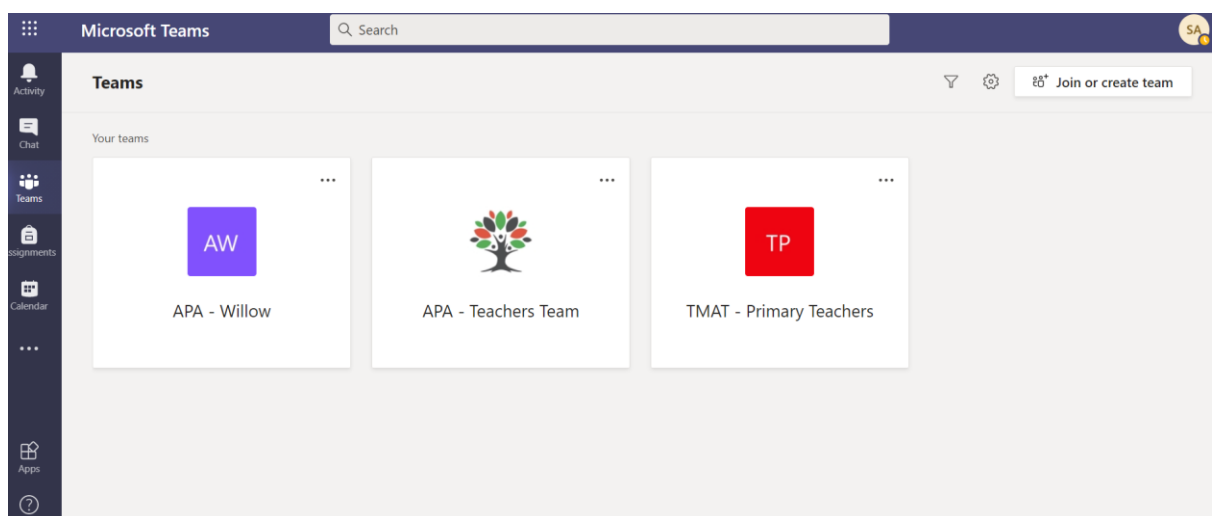 Microsoft Teams
Search
SA
Activity
Chat
Teams
ssignments
Calendar
Apps
Teams
Join or create team
Your teams
AW
APA - Willow
APA - Teachers Team
TP
TMAT - Primary Teachers